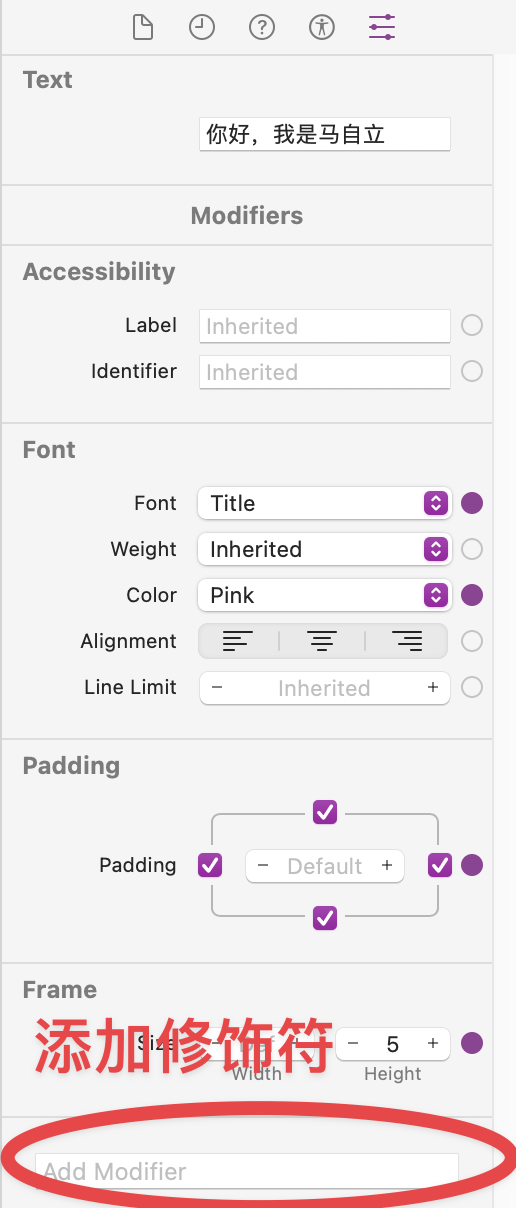 Text
你好，我是马自立
Modifiers
Accessibility
Label Inherited
Identifier Inherited
Font
Font Title
Weight Inherited
Color Pink
Alignment
Line Limit − Inherited +
Padding
Padding − Default +
Frame
添加修饰符
Size − + − 5 +
Width Height
Add Modifier